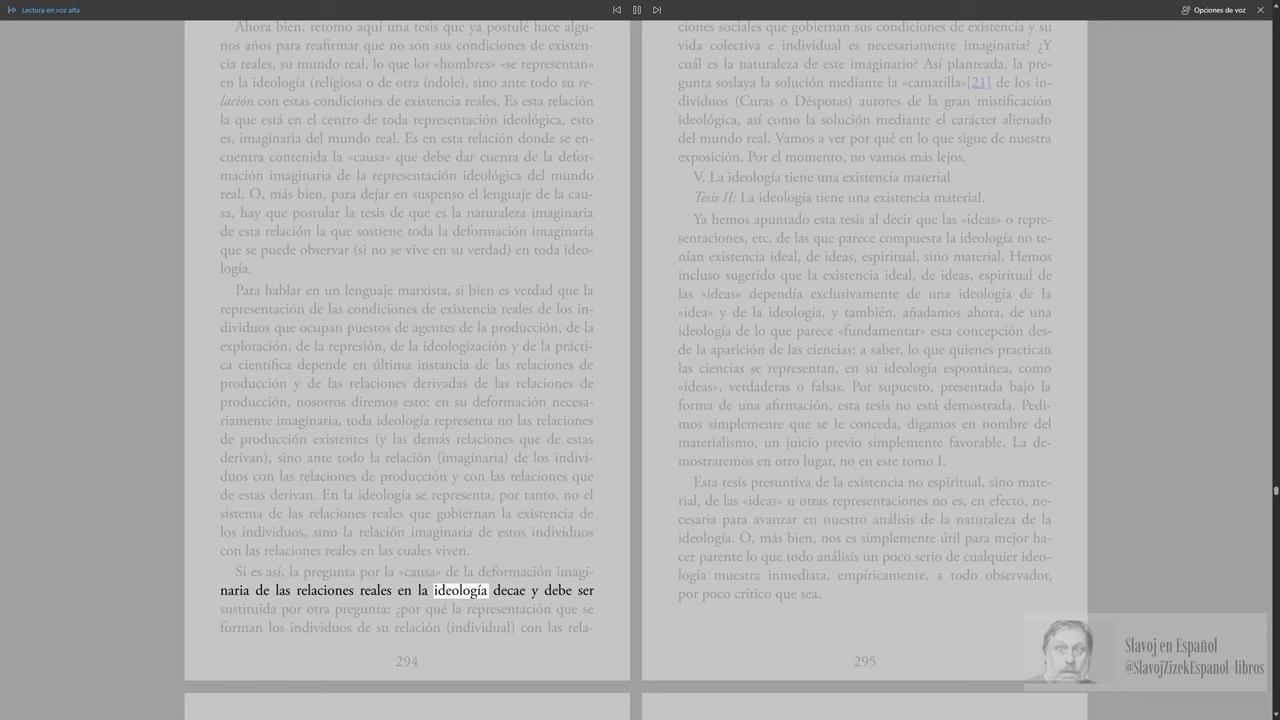 Lectura en voz alta
Opciones de voz
Ahora bien, retomo aquí una tesis que ya postulé hace algu-
nos años para reafirmar que no son sus condiciones de existen-
cia reales, su mundo real, lo que los «hombres» «se representan»
en la ideología (religiosa o de otra índole), sino ante todo su re-
lación con estas condiciones de existencia reales. Es esta relación
la que está en el centro de toda representación ideológica, esto
es, imaginaria del mundo real. Es en esta relación donde se en-
cuentra contenida la «causa» que debe dar cuenta de la defor-
mación imaginaria de la representación ideológica del mundo
real. O, más bien, para dejar en suspenso el lenguaje de la cau-
sa, hay que postular la tesis de que es la naturaleza imaginaria
de esta relación la que sostiene toda la deformación imaginaria
que se puede observar (si no se vive en su verdad) en toda ideo-
logía.
Para hablar en un lenguaje marxista, si bien es verdad que la
representación de las condiciones de existencia reales de los in-
dividuos que ocupan puestos de agentes de la producción, de la
explotación, de la represión, de la ideologización y de la prácti-
ca científica depende en última instancia de las relaciones de
producción y de las relaciones derivadas de las relaciones de
producción, nosotros diremos esto: en su deformación necesa-
riamente imaginaria, toda ideología representa no las relaciones
de producción existentes (y las demás relaciones que de estas
derivan), sino ante todo la relación (imaginaria) de los indivi-
duos con las relaciones de producción y con las relaciones que
de estas derivan. En la ideología se representa, por tanto, no el
sistema de las relaciones reales que gobiernan la existencia de
los individuos, sino la relación imaginaria de estos individuos
con las relaciones reales en las cuales viven.
Si es así, la pregunta por la «causa» de la deformación imagi-
naria de las relaciones reales en la ideología decae y debe ser
sustituida por otra pregunta: ¿por qué la representación que se
forman los individuos de su relación (individual) con las rela-
294
ciones sociales que gobiernan sus condiciones de existencia y su
vida colectiva e individual es necesariamente imaginaria? ¿Y
cuál es la naturaleza de este imaginario? Así planteada, la pre-
gunta soslaya la solución mediante la «camarilla»[21] de los in-
dividuos (Curas o Déspotas) autores de la gran mistificación
ideológica, así como la solución mediante el carácter alienado
del mundo real. Vamos a ver por qué en lo que sigue de nuestra
exposición. Por el momento, no vamos más lejos.
V. La ideología tiene una existencia material
Tesis II: La ideología tiene una existencia material.
Ya hemos apuntado esta tesis al decir que las «ideas» o repre-
sentaciones, etc. de las que parece compuesta la ideología no te-
nían existencia ideal, de ideas, espiritual, sino material. Hemos
incluso sugerido que la existencia ideal, de ideas, espiritual de
las «ideas» dependía exclusivamente de una ideología de la
«idea» y de la ideología, y también, añadamos ahora, de una
ideología de lo que parece «fundamentar» esta concepción des-
de la aparición de las ciencias; a saber, lo que quienes practican
las ciencias se representan, en su ideología espontánea, como
«ideas», verdaderas o falsas. Por supuesto, presentada bajo la
forma de una afirmación, esta tesis no está demostrada. Pedi-
mos simplemente que se le conceda, digamos en nombre del
materialismo, un juicio previo simplemente favorable. La de-
mostraremos en otro lugar, no en este tomo I.
Esta tesis presuntiva de la existencia no espiritual, sino mate-
rial, de las «ideas» u otras representaciones no es, en efecto, ne-
cesaria para avanzar en nuestro análisis de la naturaleza de la
ideología. O, más bien, nos es simplemente útil para mejor ha-
cer patente lo que todo análisis un poco serio de cualquier ideo-
logía muestra inmediata, empíricamente, a todo observador,
por poco crítico que sea.
295
Slavoj en Español
@SlavojZizekEspanol-libros